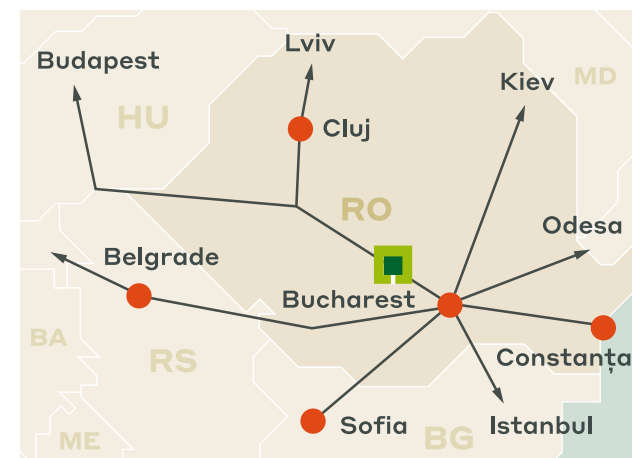 Lviv
Budapest
Kiev
MD
HU
Cluj
RO
Odesa
Belgrade
Bucharest
BA
RS
Constanța
Sofia
Istanbul
ME
BG